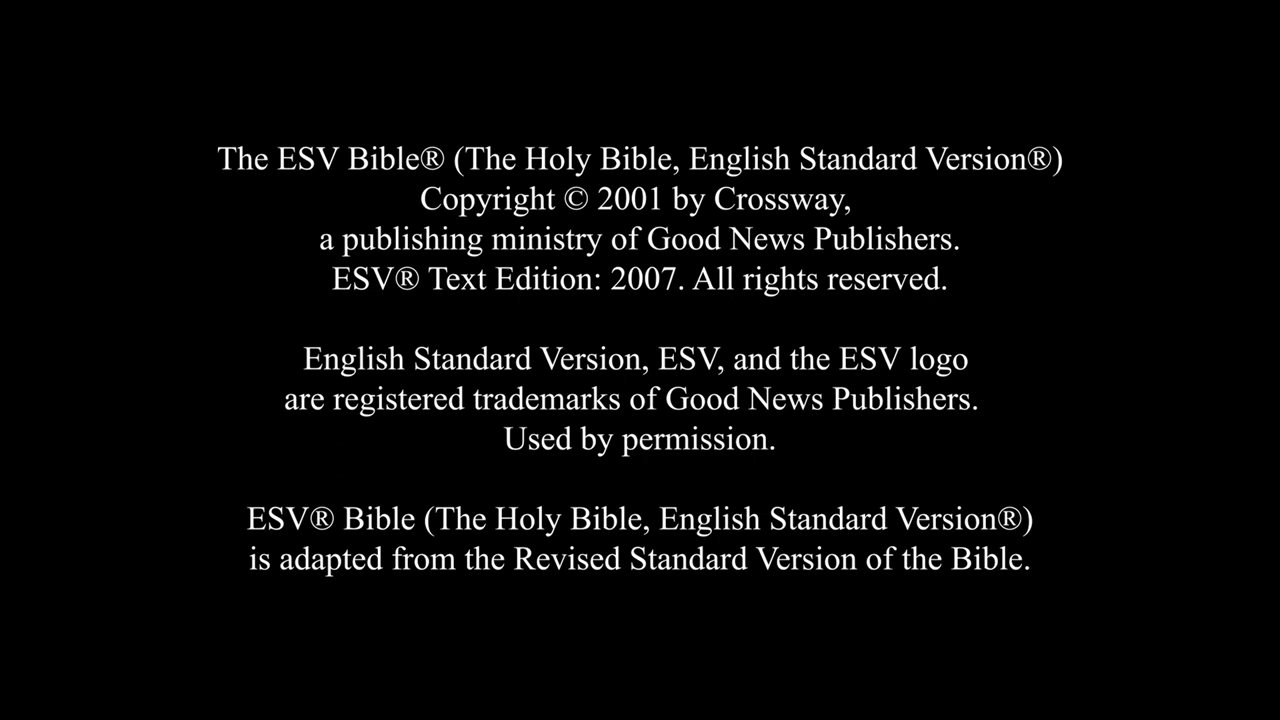 The ESV Bible® (The Holy Bible, English Standard Version®)
Copyright © 2001 by Crossway,
a publishing ministry of Good News Publishers.
ESV® Text Edition: 2007. All rights reserved.
English Standard Version, ESV, and the ESV logo
are registered trademarks of Good News Publishers.
Used by permission.
ESV® Bible (The Holy Bible, English Standard Version®)
is adapted from the Revised Standard Version of the Bible.